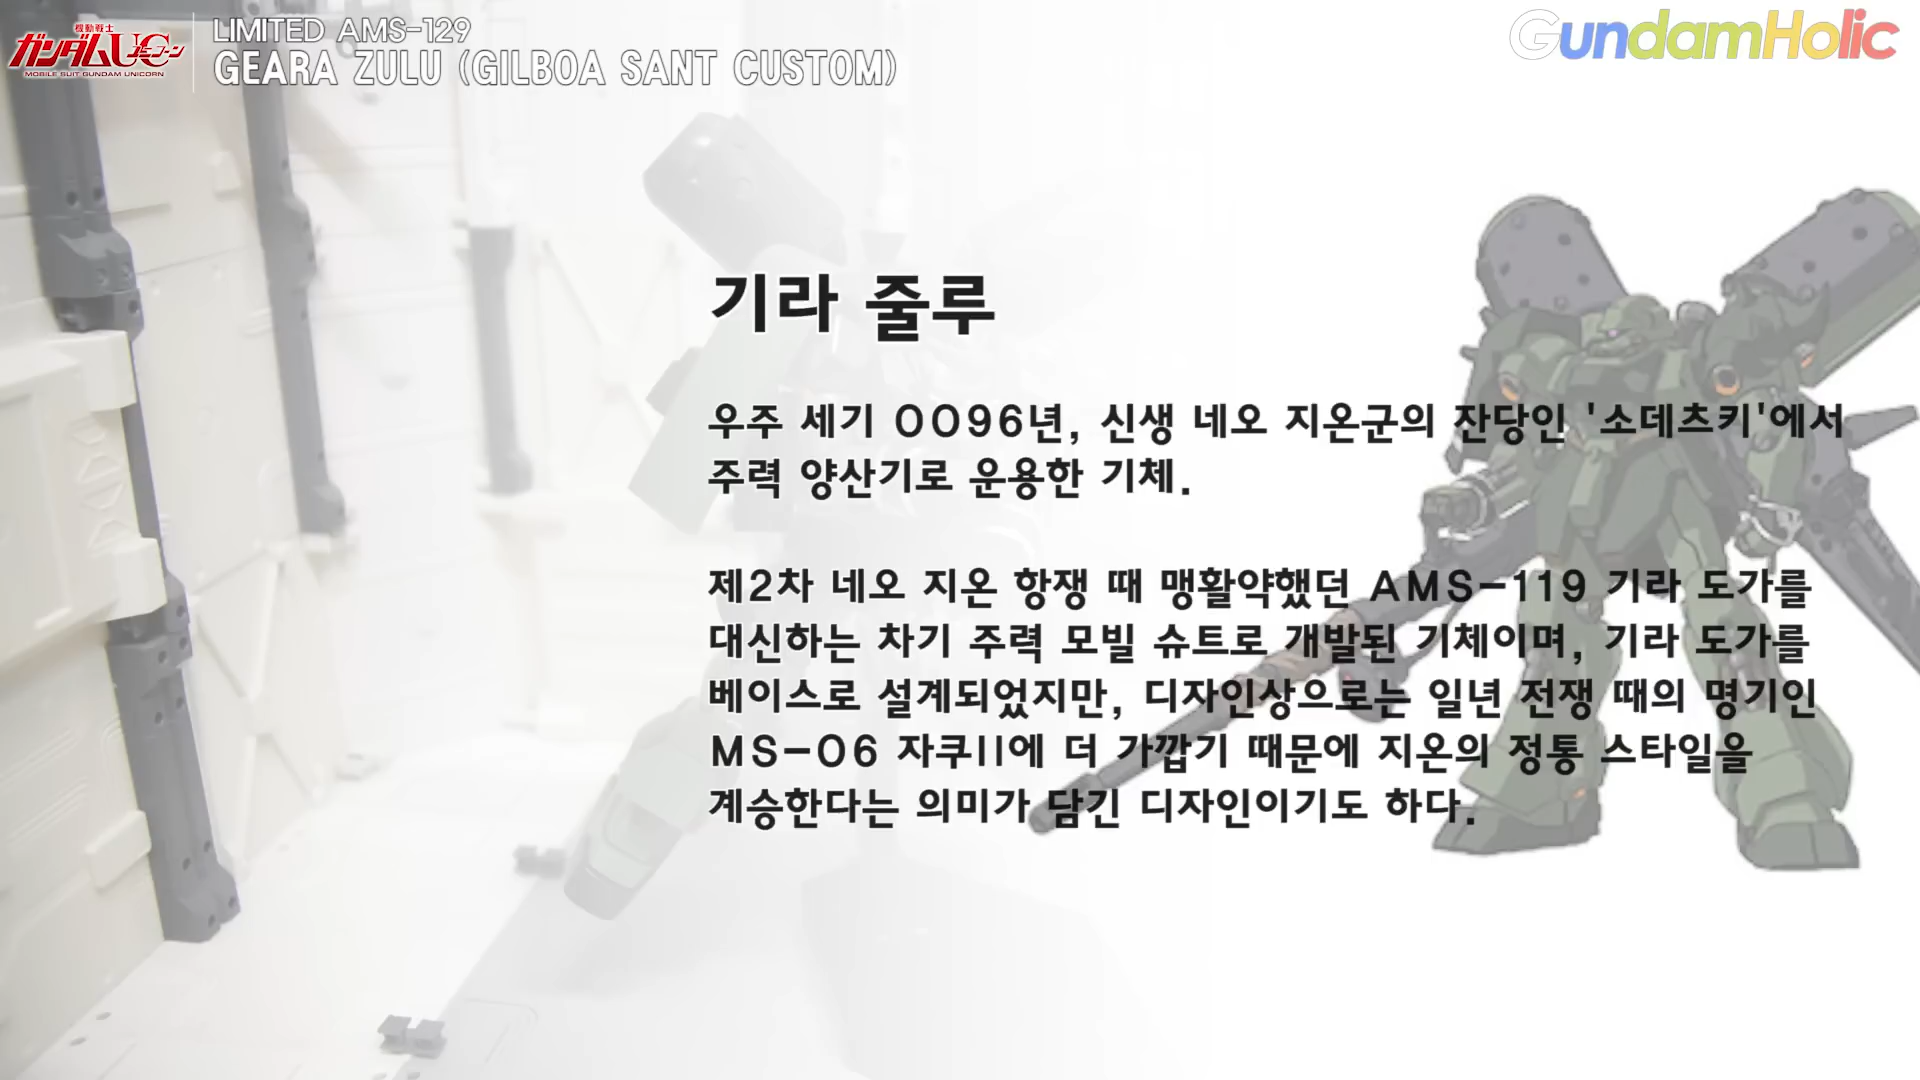 機動戦士
ガンダムUC
ユニコーン
MOBILE SUIT GUNDAM UNICORN
LIMITED AMS-129
GEARA ZULU (GILBOA SANT CUSTOM)
GundamHolic
기라 줄루
우주 세기 0096년, 신생 네오 지온군의 잔당인 '소데츠키'에서
주력 양산기로 운용한 기체.
제2차 네오 지온 항쟁 때 맹활약했던 AMS-119 기라 도가를
대신하는 차기 주력 모빌 슈트로 개발된 기체이며, 기라 도가를
베이스로 설계되었지만, 디자인상으로는 일년 전쟁 때의 명기인
MS-06 자쿠II에 더 가깝기 때문에 지온의 정통 스타일을
계승한다는 의미가 담긴 디자인이기도 하다.